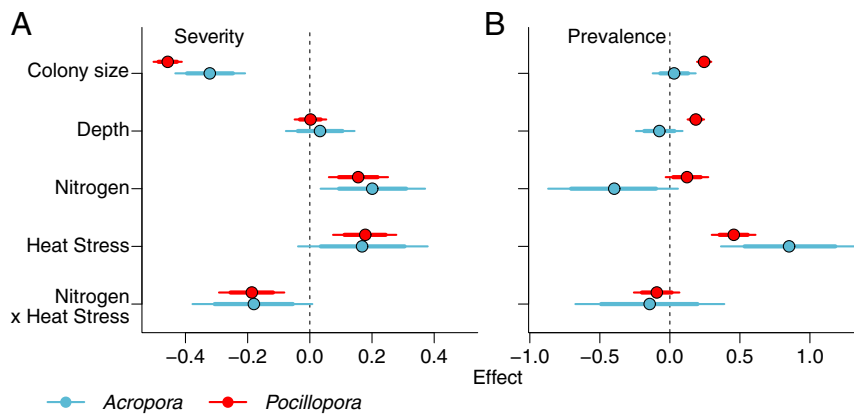 A
Severity
B
Prevalence
Colony size
Depth
Nitrogen
Heat Stress
Nitrogen
x Heat Stress
−0.4 −0.2 0.0 0.2 0.4
−1.0 −0.5 0.0 0.5 1.0
Effect
Acropora Pocillopora